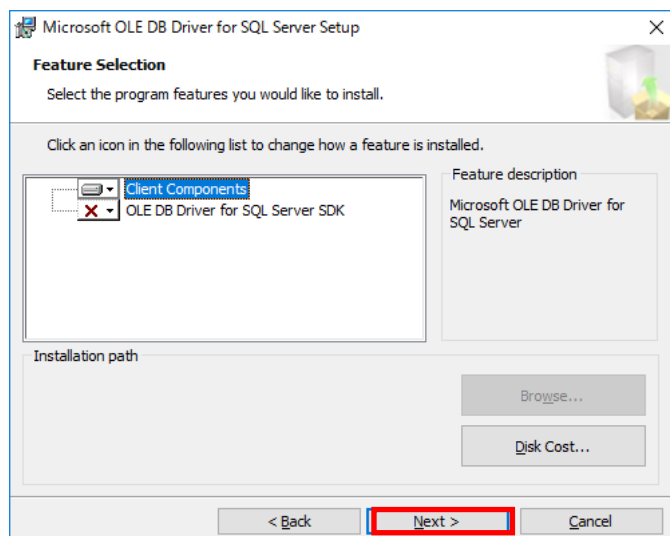 Microsoft OLE DB Driver for SQL Server Setup
Feature Selection
Select the program features you would like to install.
Click an icon in the following list to change how a feature is installed.
Client Components
OLE DB Driver for SQL Server SDK
Feature description
Microsoft OLE DB Driver for
SQL Server
Installation path
Browse...
Disk Cost...
< Back
Next >
Cancel